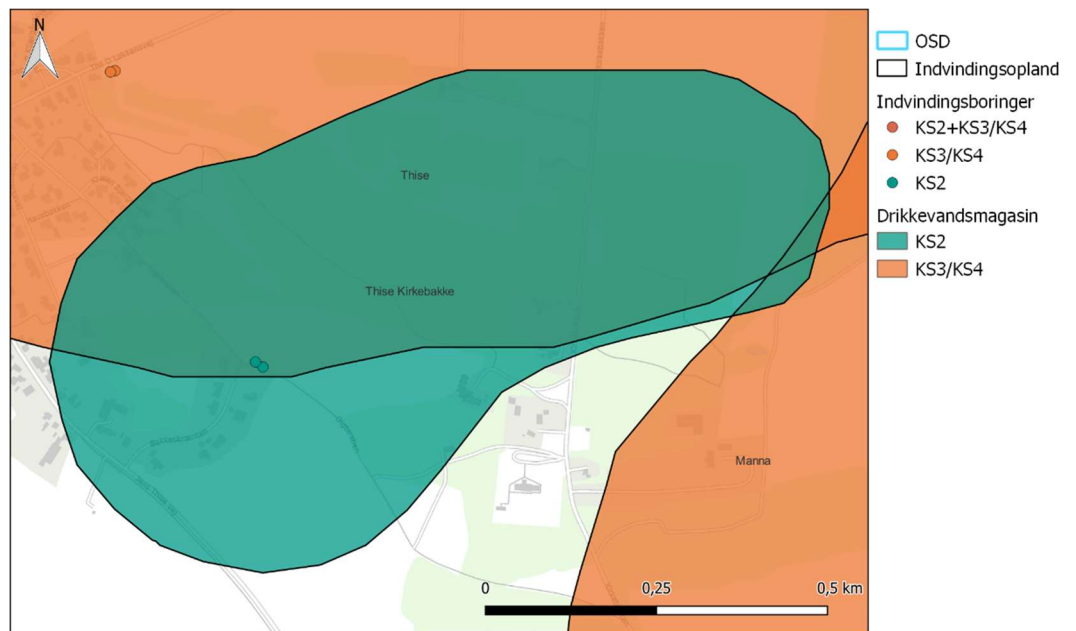 N
OSD
Indvindingsopland
Indvindingsboringer
KS2+KS3/KS4
KS3/KS4
KS2
Drikkevandsmagasin
KS2
KS3/KS4
Thise
Thise Kirkebakke
Manna
0
0,25
0,5 km